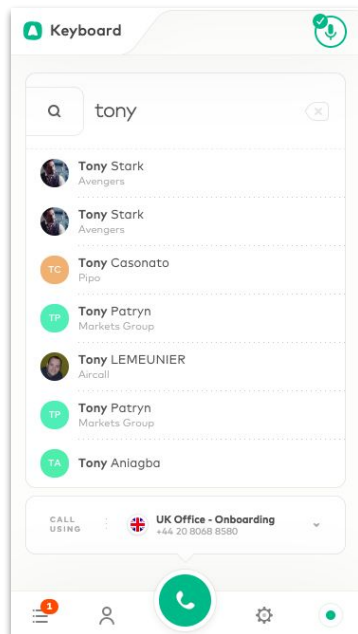 Keyboard
tony
Tony Stark
Avengers
Tony Stark
Avengers
TC
Tony Casonato
Pipo
TP
Tony Patryn
Markets Group
Tony LEMEUNIER
Aircall
TP
Tony Patryn
Markets Group
TA
Tony Aniagba
CALL
USING
UK Office - Onboarding
+44 20 8068 8580
1